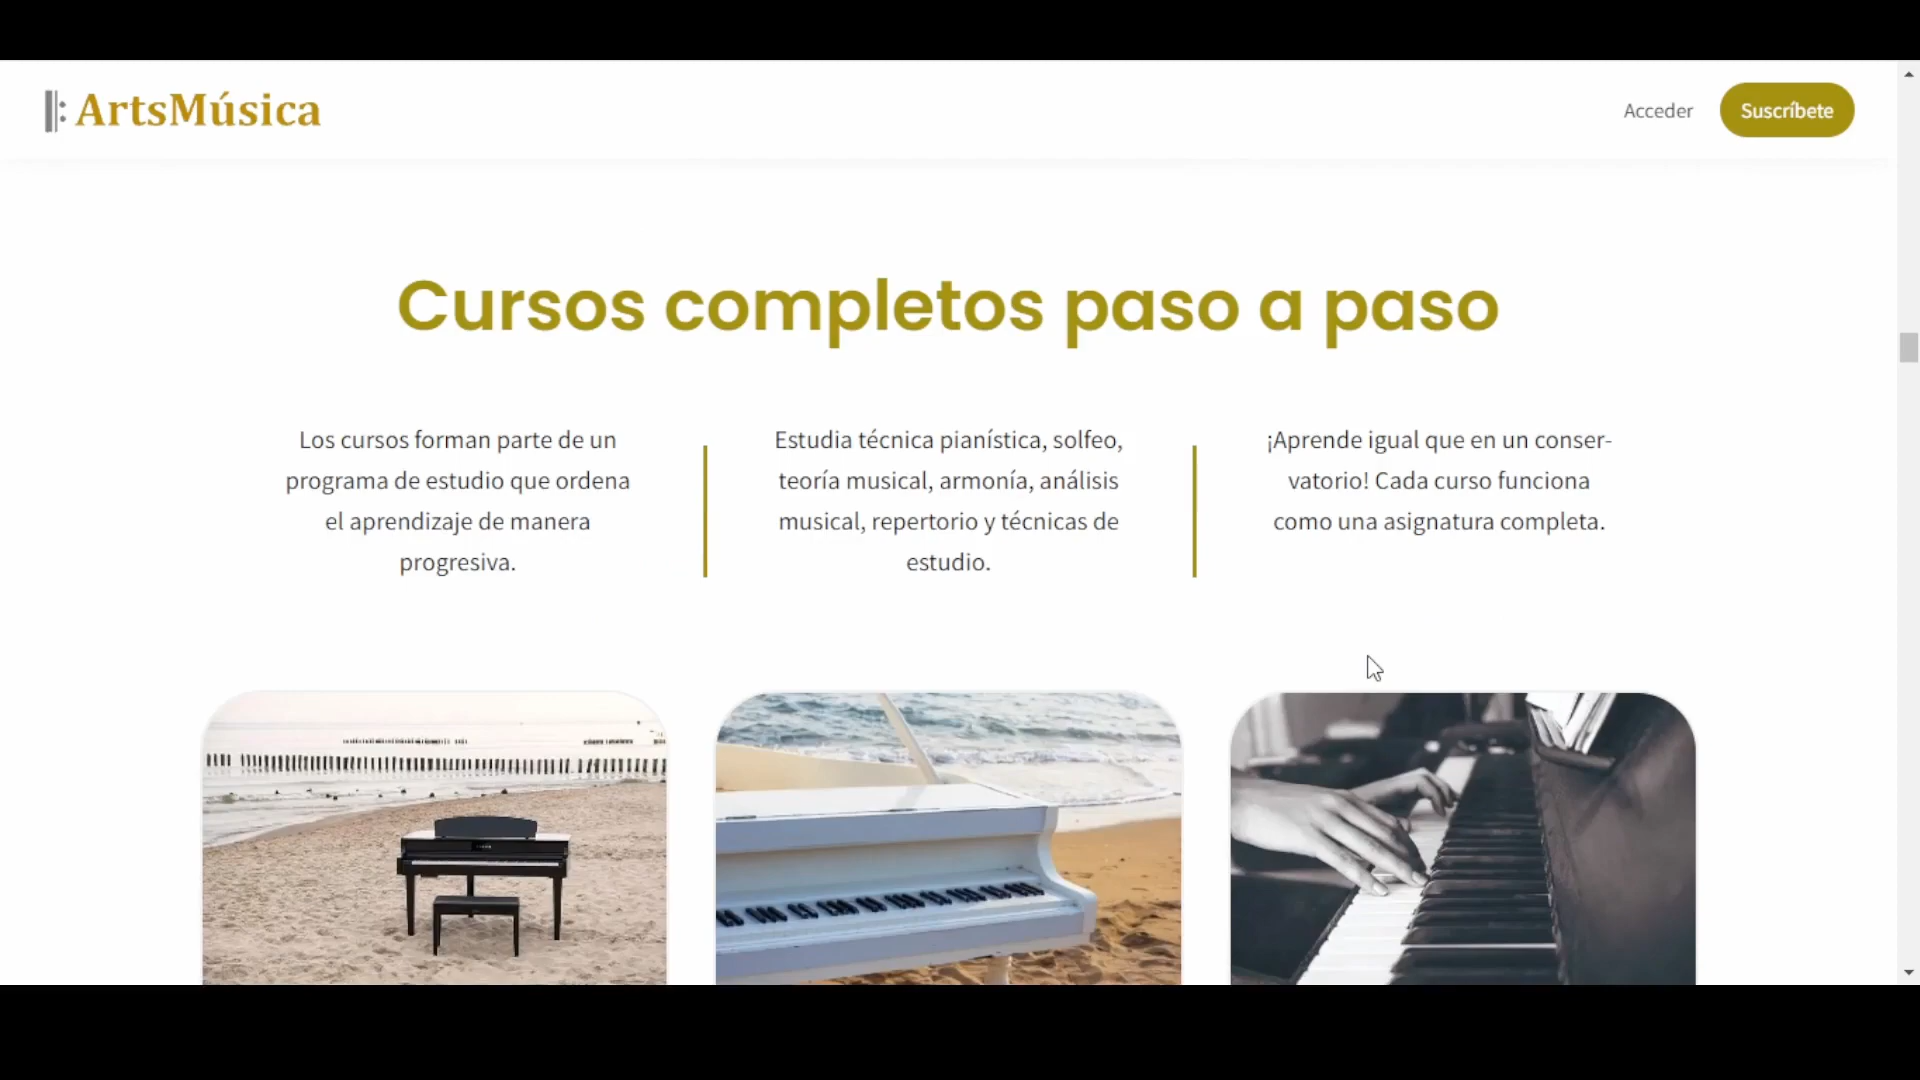 ArtsMúsica
Acceder
Suscríbete
Cursos completos paso a paso
Los cursos forman parte de un
programa de estudio que ordena
el aprendizaje de manera
progresiva.
Estudia técnica pianística, solfeo,
teoría musical, armonía, análisis
musical, repertorio y técnicas de
estudio.
¡Aprende igual que en un conser-
vatorio! Cada curso funciona
como una asignatura completa.